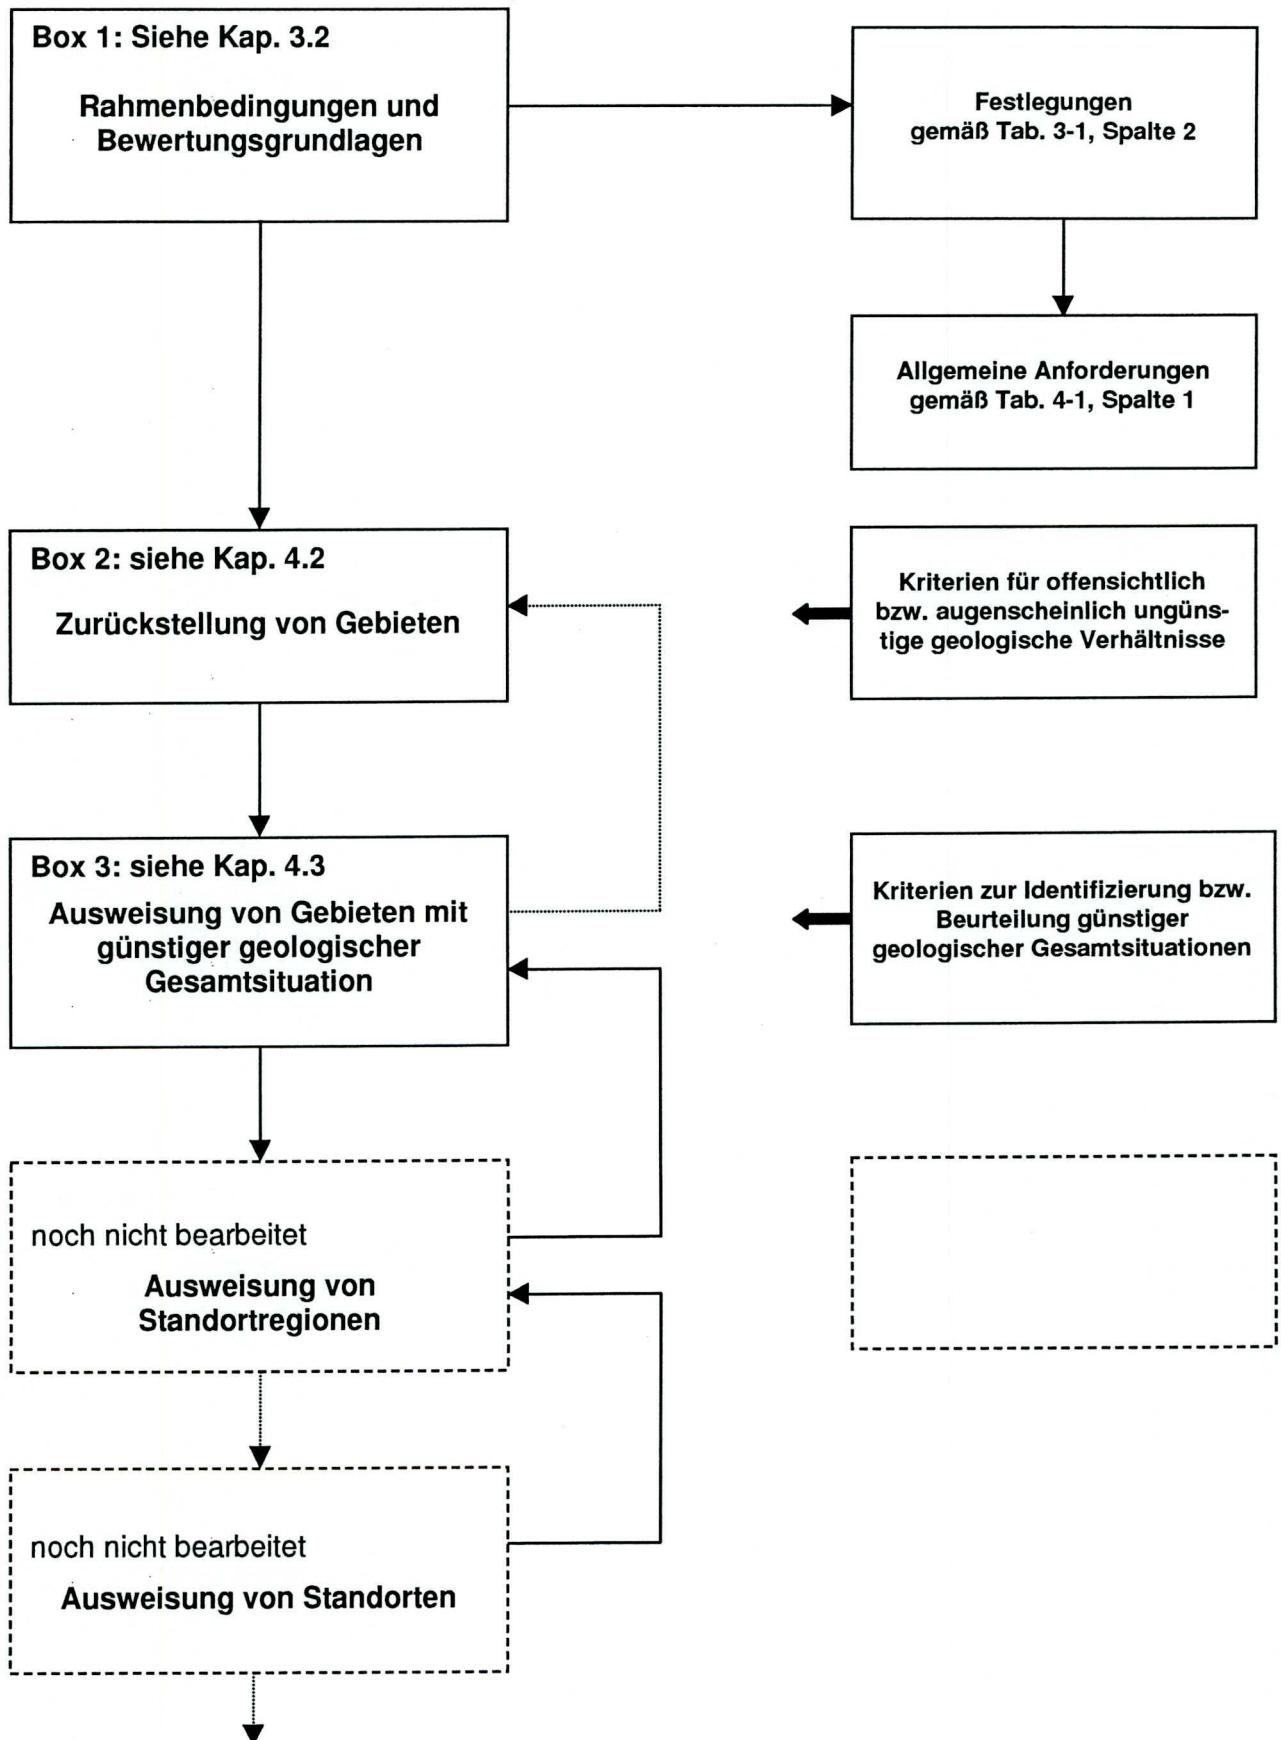 Box 1: Siehe Kap. 3.2
Rahmenbedingungen und
Bewertungsgrundlagen
Festlegungen
gemäß Tab. 3-1, Spalte 2
Allgemeine Anforderungen
gemäß Tab. 4-1, Spalte 1
Box 2: siehe Kap. 4.2
Zurückstellung von Gebieten
Kriterien für offensichtlich
bzw. augenscheinlich ungüns-
tige geologische Verhältnisse
Box 3: siehe Kap. 4.3
Ausweisung von Gebieten mit
günstiger geologischer
Gesamtsituation
Kriterien zur Identifizierung bzw.
Beurteilung günstiger
geologischer Gesamtsituationen
noch nicht bearbeitet
Ausweisung von
Standortregionen
noch nicht bearbeitet
Ausweisung von Standorten